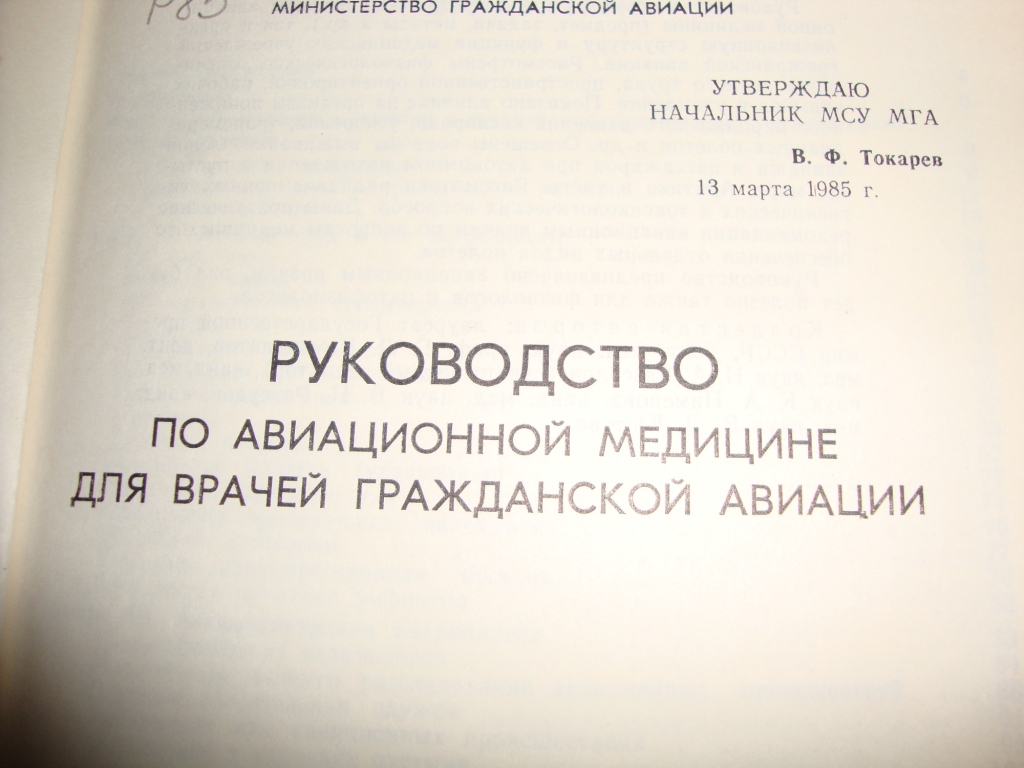 Р85
МИНИСТЕРСТВО ГРАЖДАНСКОЙ АВИАЦИИ
УТВЕРЖДАЮ
НАЧАЛЬНИК МСУ МГА
В. Ф. Токарев
13 марта 1985 г.
РУКОВОДСТВО
ПО АВИАЦИОННОЙ МЕДИЦИНЕ
ДЛЯ ВРАЧЕЙ ГРАЖДАНСКОЙ АВИАЦИИ